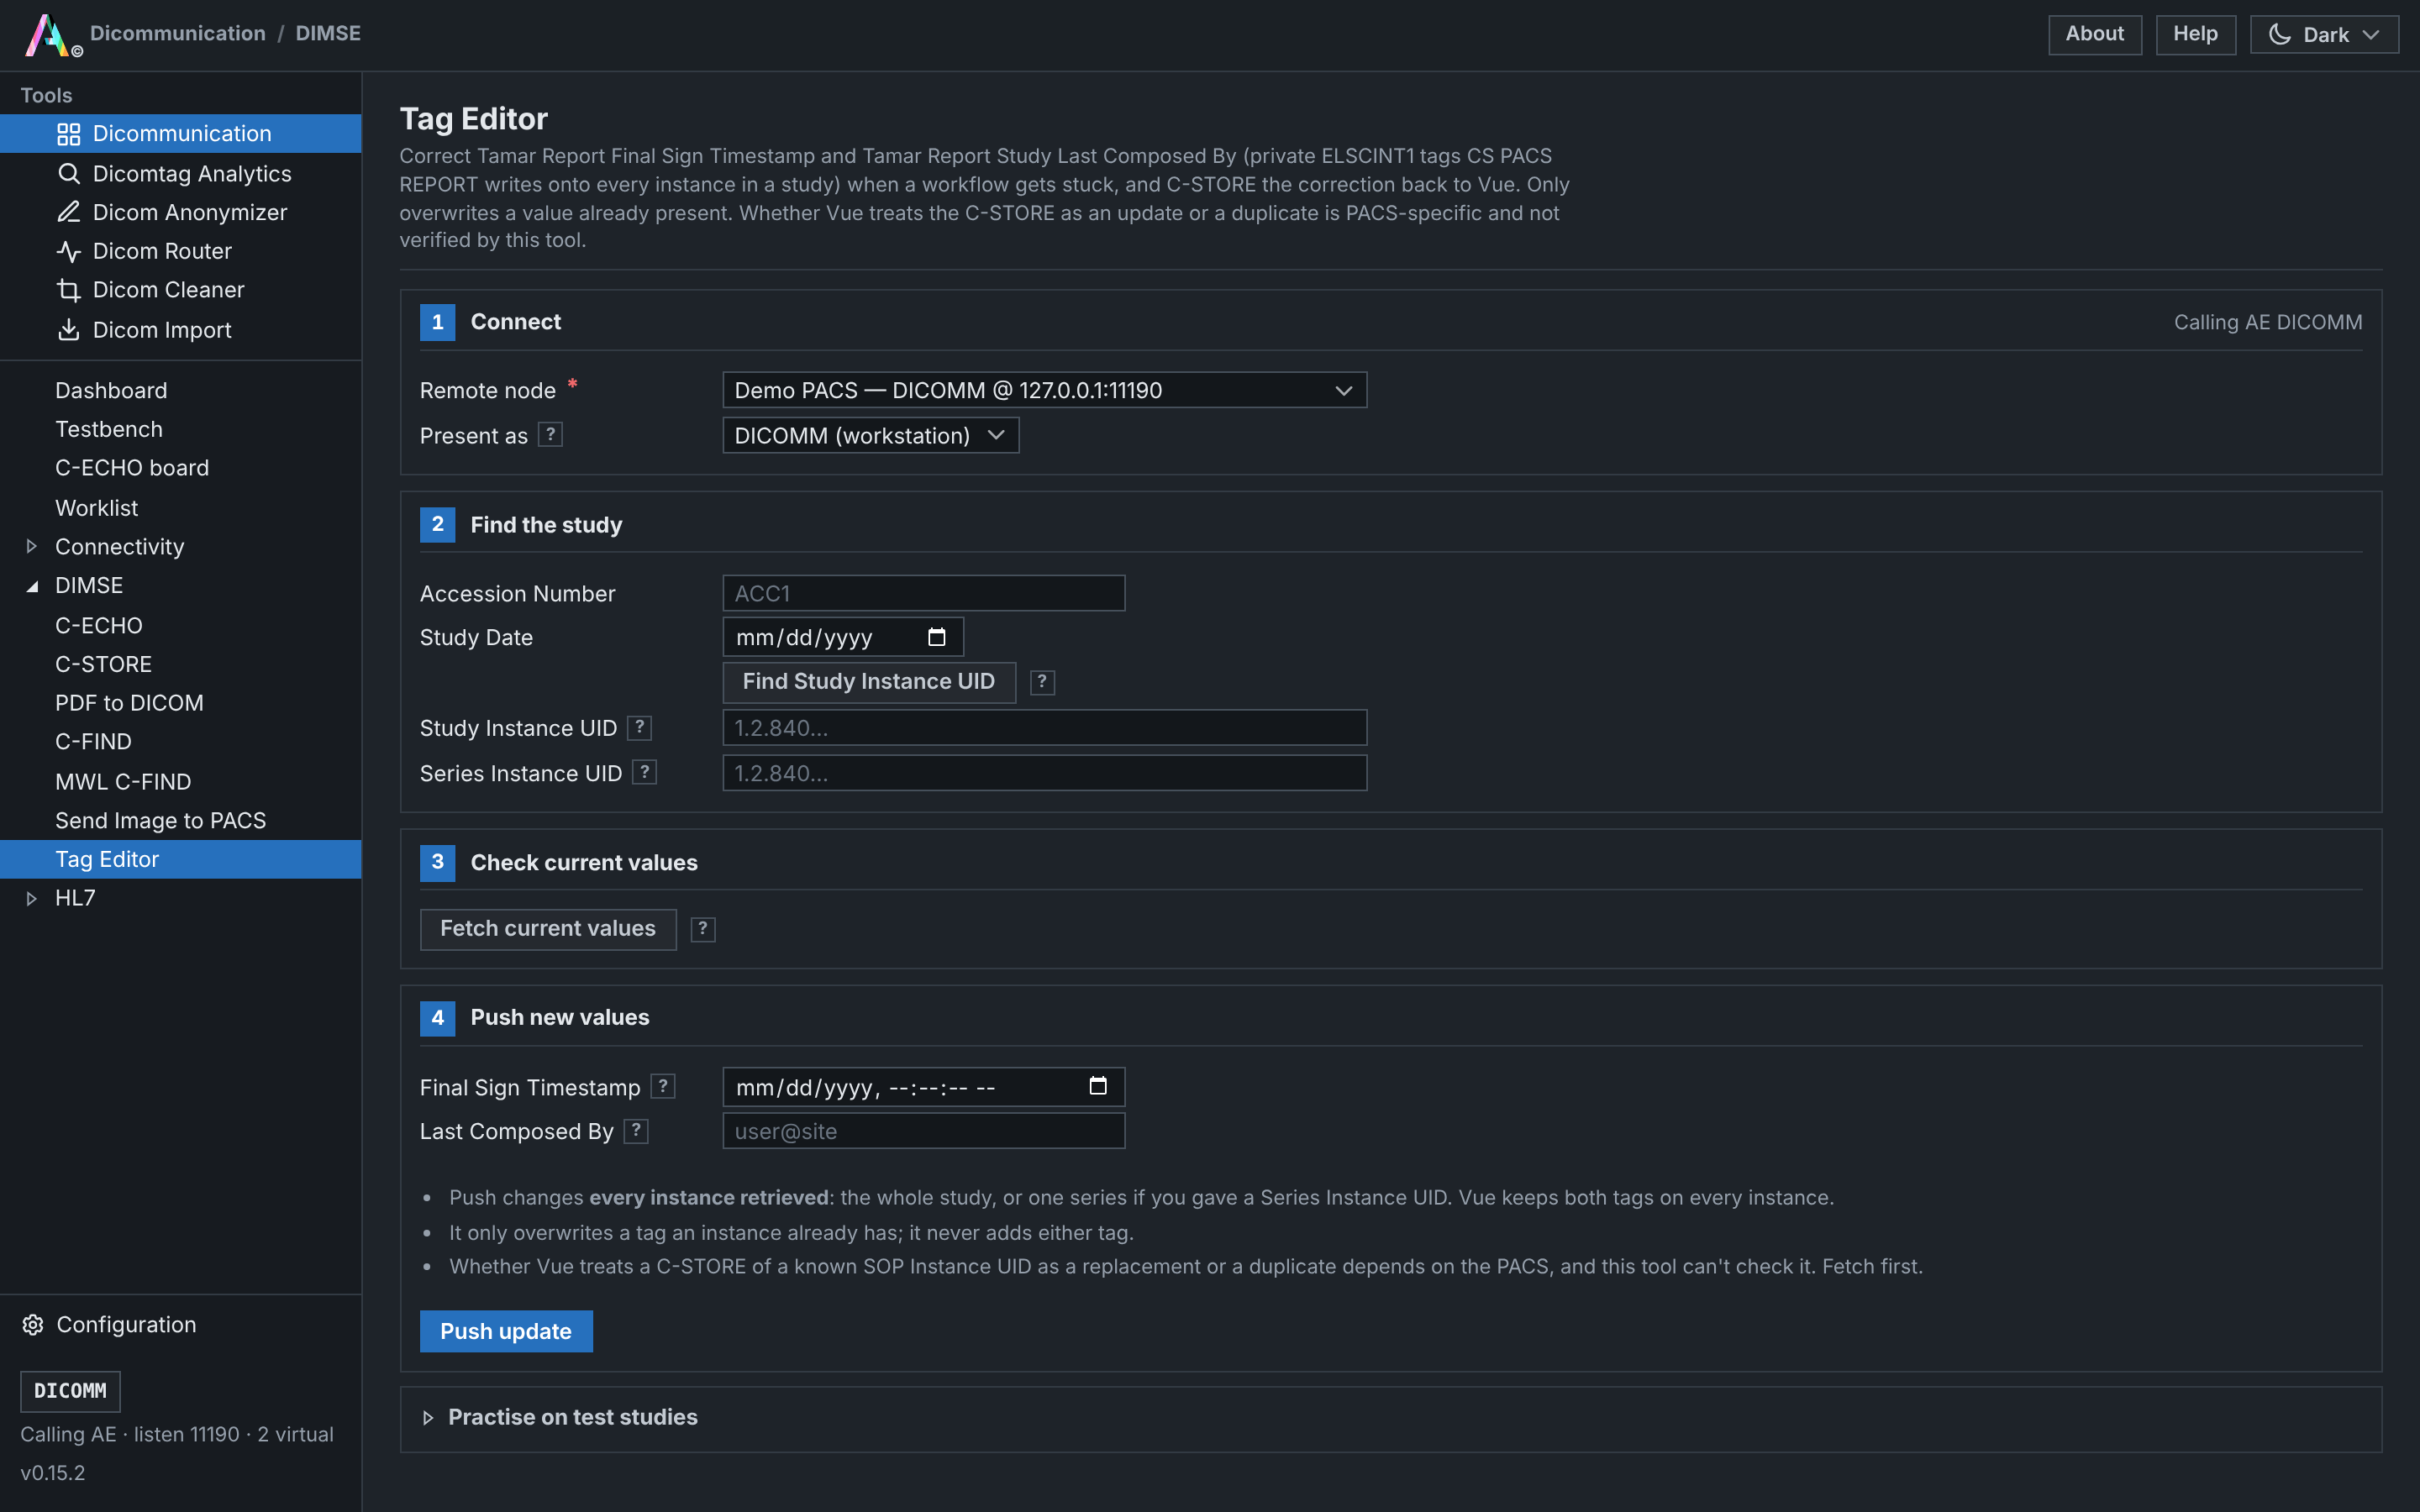 Dicommunication / DIMSE
About
Help
Dark
Tools
Dicommunication
Dicomtag Analytics
Dicom Anonymizer
Dicom Router
Dicom Cleaner
Dicom Import
Dashboard
Testbench
C-ECHO board
Worklist
Connectivity
DIMSE
C-ECHO
C-STORE
PDF to DICOM
C-FIND
MWL C-FIND
Send Image to PACS
Tag Editor
HL7
Configuration
DICOMM
Calling AE · listen 11190 · 2 virtual
v0.15.2
Tag Editor
Correct Tamar Report Final Sign Timestamp and Tamar Report Study Last Composed By (private ELSCINT1 tags CS PACS
REPORT writes onto every instance in a study) when a workflow gets stuck, and C-STORE the correction back to Vue. Only
overwrites a value already present. Whether Vue treats the C-STORE as an update or a duplicate is PACS-specific and not
verified by this tool.
1 Connect
Calling AE DICOMM
Remote node *
Demo PACS — DICOMM @ 127.0.0.1:11190
Present as ?
DICOMM (workstation)
2 Find the study
Accession Number
ACC1
Study Date
mm/dd/yyyy
Find Study Instance UID ?
Study Instance UID ?
1.2.840...
Series Instance UID ?
1.2.840...
3 Check current values
Fetch current values ?
4 Push new values
Final Sign Timestamp ?
mm/dd/yyyy, --:--:-- --
Last Composed By ?
user@site
• Push changes every instance retrieved: the whole study, or one series if you gave a Series Instance UID. Vue keeps both tags on every instance.
• It only overwrites a tag an instance already has; it never adds either tag.
• Whether Vue treats a C-STORE of a known SOP Instance UID as a replacement or a duplicate depends on the PACS, and this tool can't check it. Fetch first.
Push update
Practise on test studies